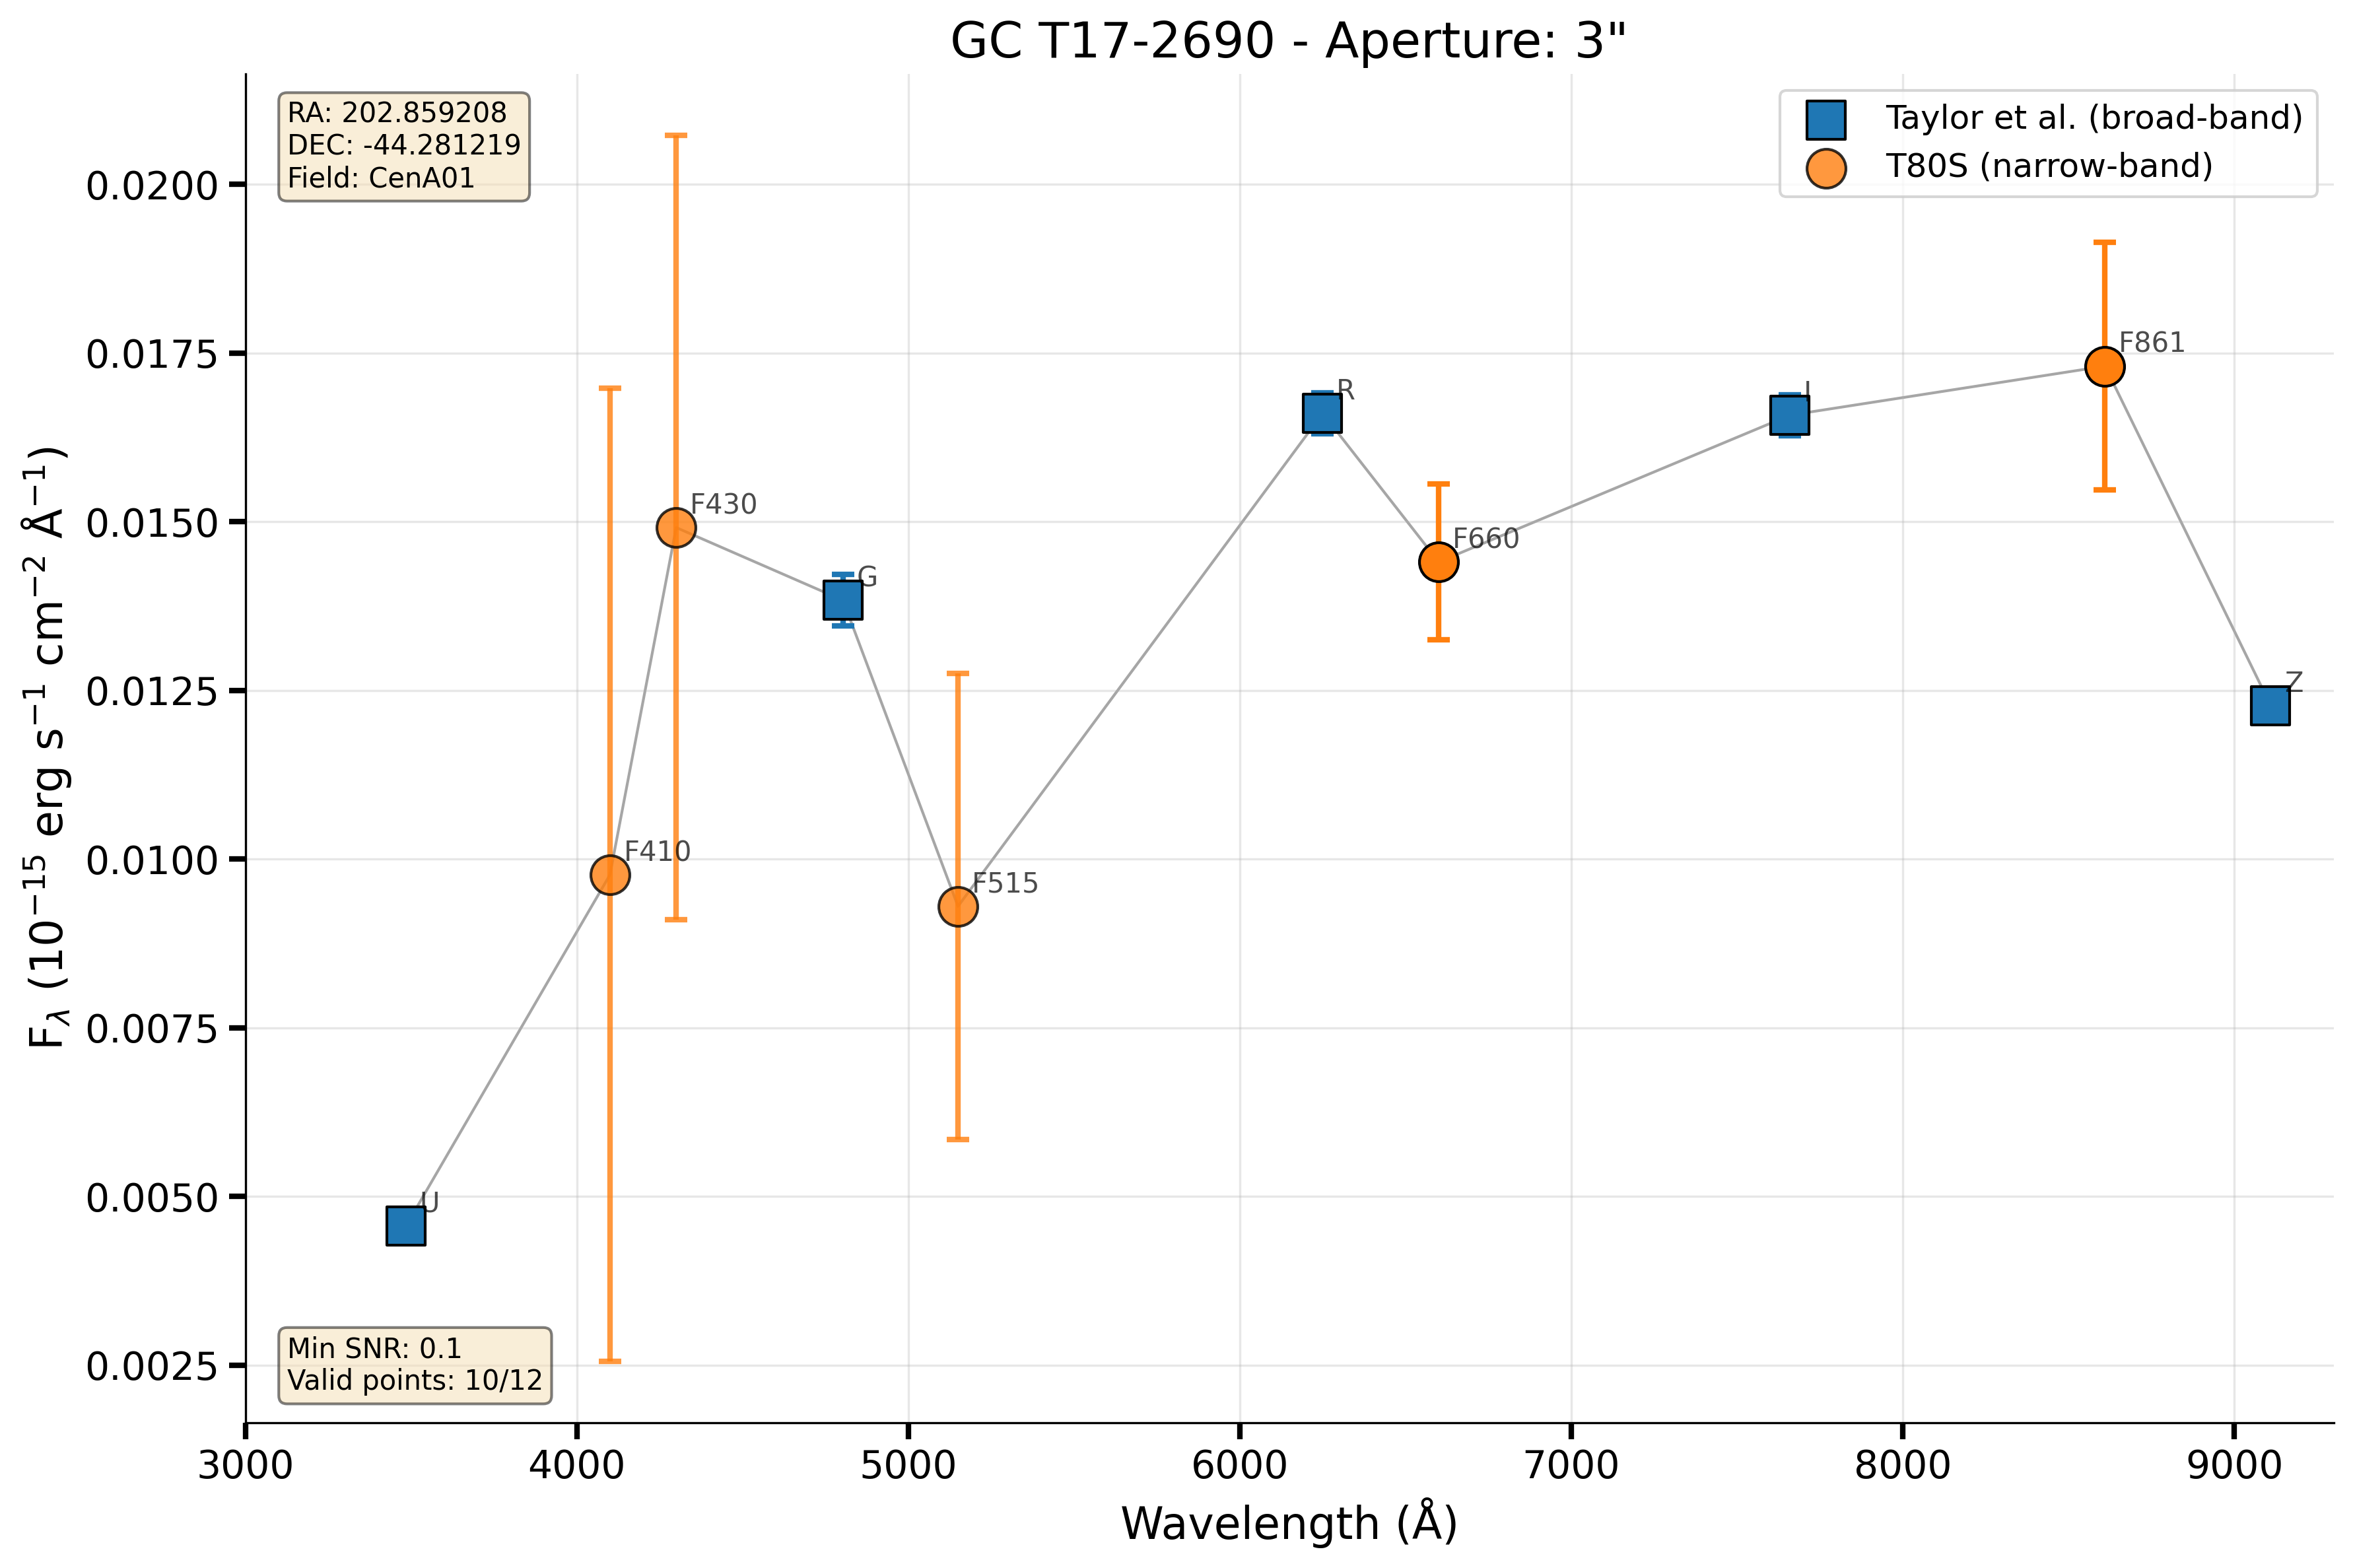 GC T17-2690 - Aperture: 3"
RA: 202.859208
DEC: -44.281219
Field: CenA01
Taylor et al. (broad-band)
T80S (narrow-band)
F_λ (10⁻¹⁵ erg s⁻¹ cm⁻² Å⁻¹)
0.0200
0.0175
0.0150
0.0125
0.0100
0.0075
0.0050
0.0025
U
F410
F430
G
F515
R
F660
I
F861
Z
Min SNR: 0.1
Valid points: 10/12
3000 4000 5000 6000 7000 8000 9000
Wavelength (Å)